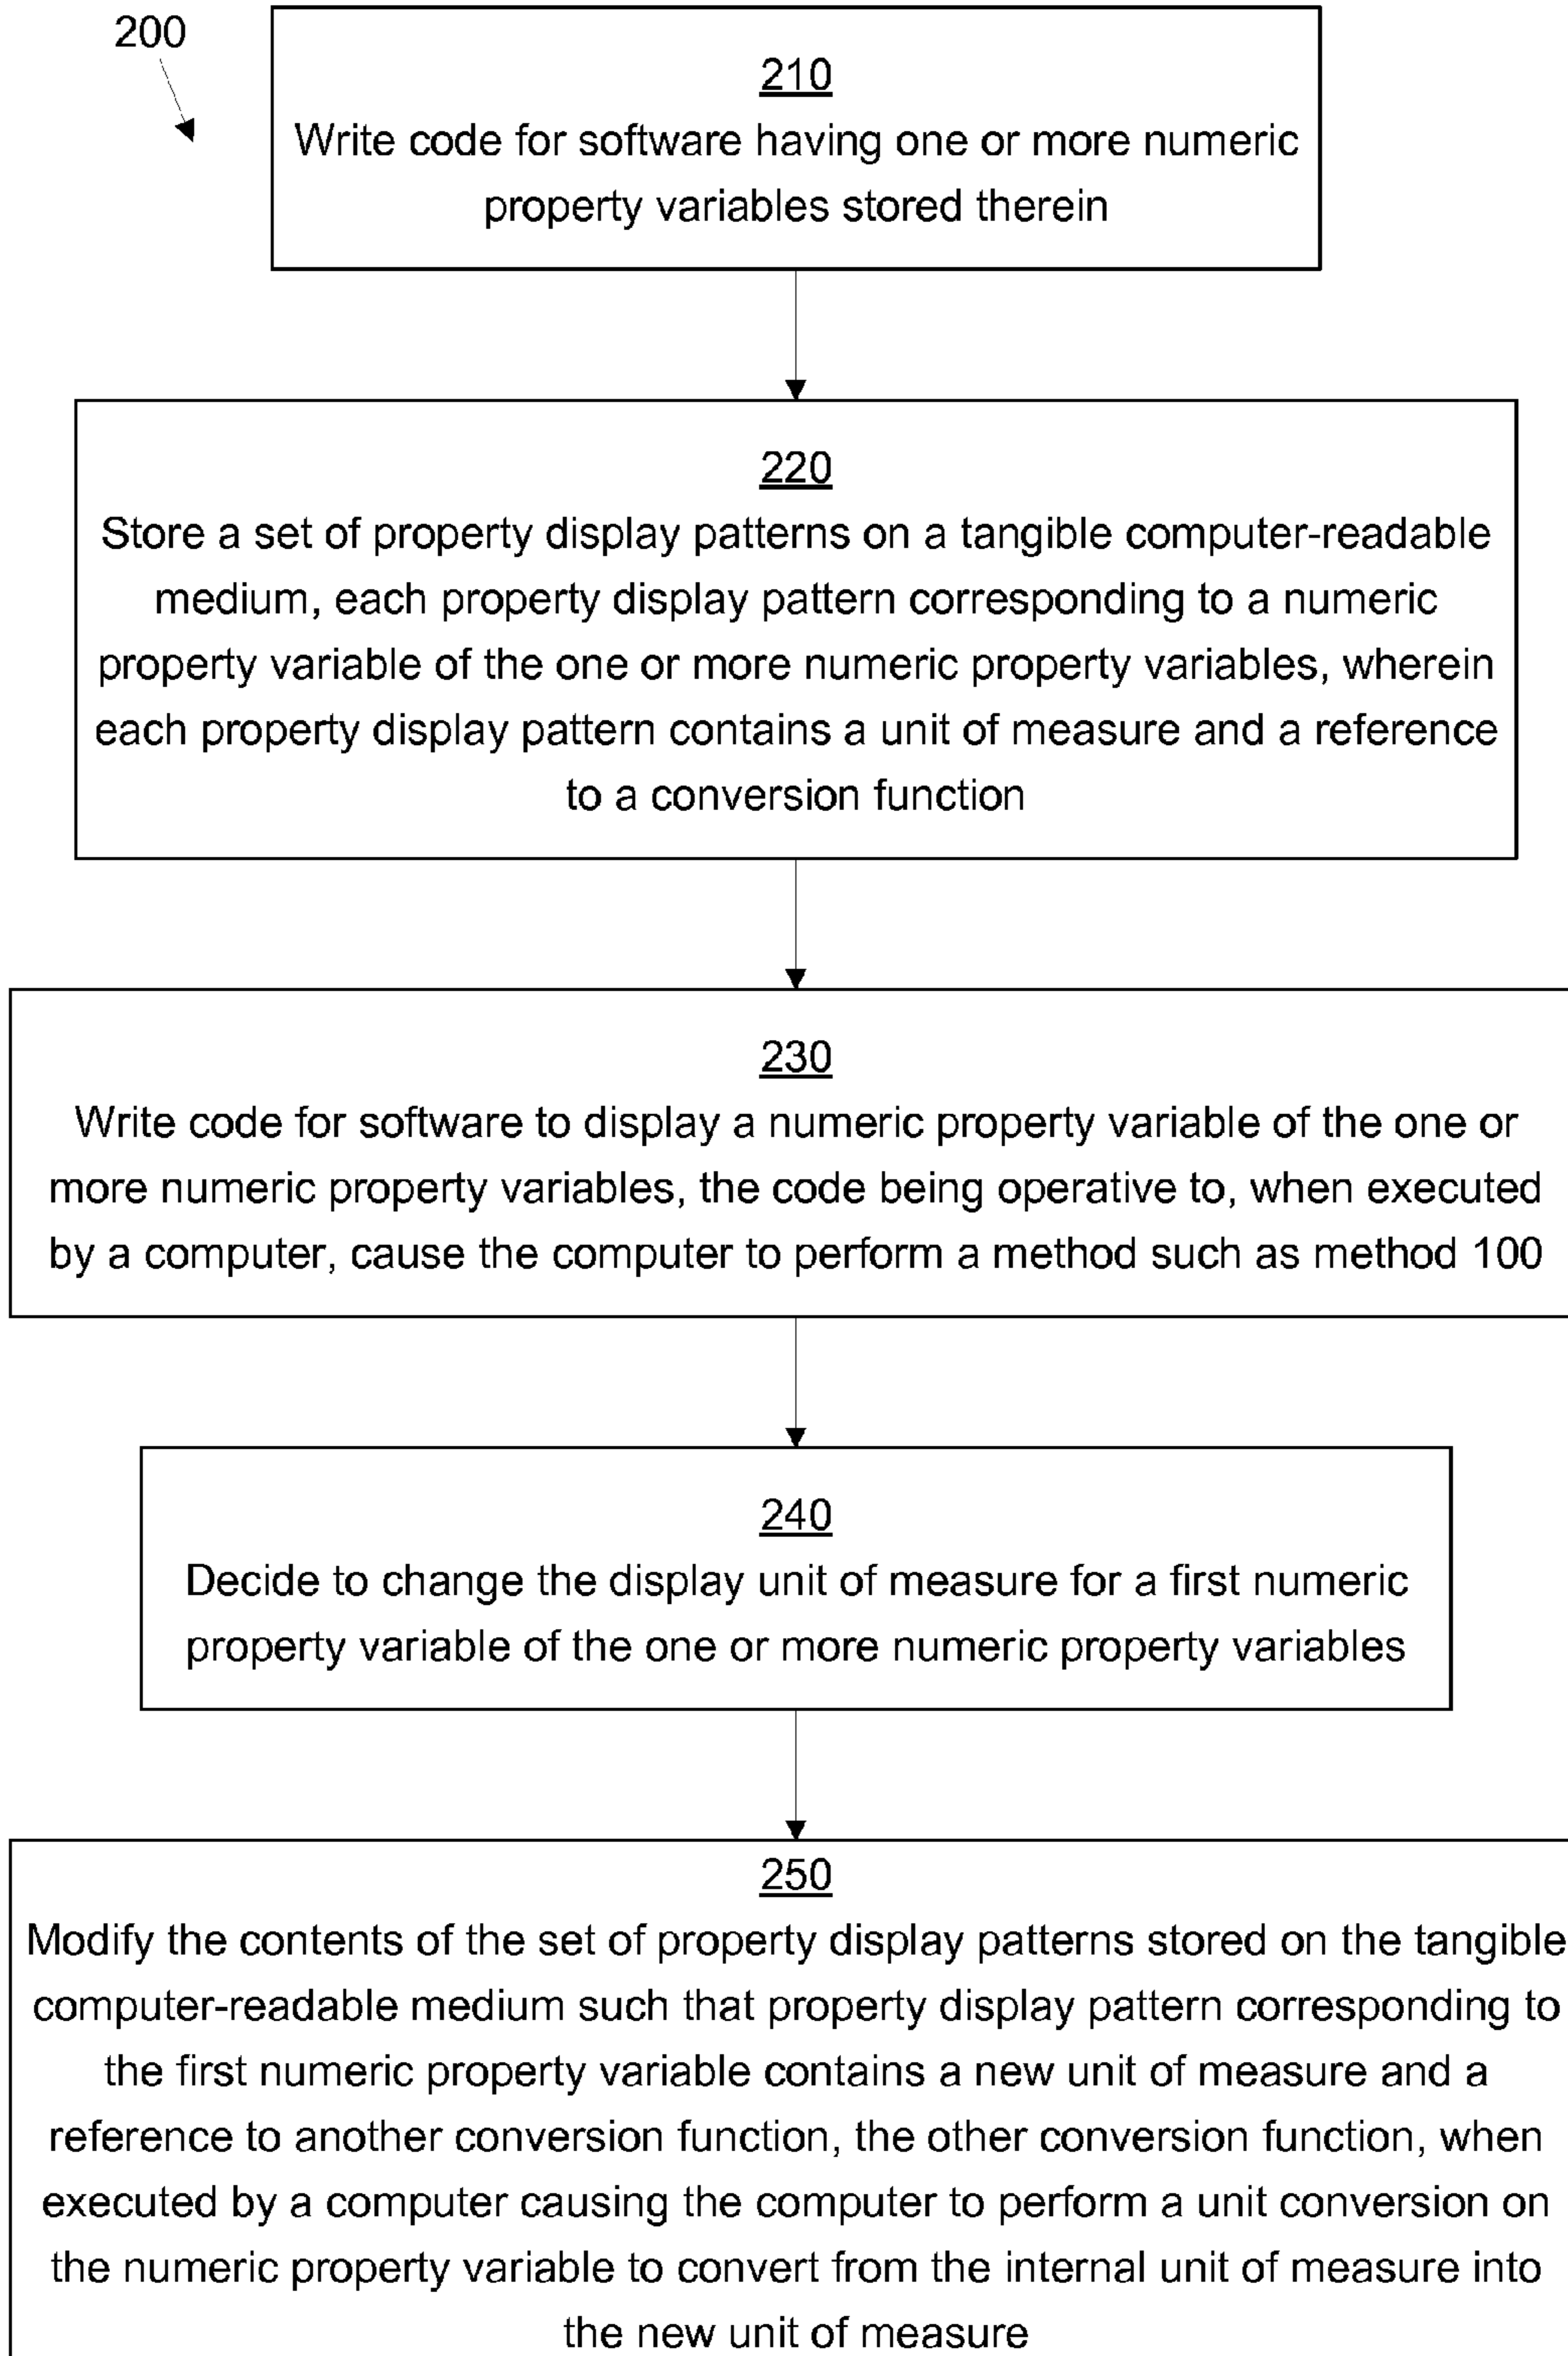 200
210
Write code for software having one or more numeric
property variables stored therein
220
Store a set of property display patterns on a tangible computer-readable
medium, each property display pattern corresponding to a numeric
property variable of the one or more numeric property variables, wherein
each property display pattern contains a unit of measure and a reference
to a conversion function
230
Write code for software to display a numeric property variable of the one or
more numeric property variables, the code being operative to, when executed
by a computer, cause the computer to perform a method such as method 100
240
Decide to change the display unit of measure for a first numeric
property variable of the one or more numeric property variables
250
Modify the contents of the set of property display patterns stored on the tangible
computer-readable medium such that property display pattern corresponding to
the first numeric property variable contains a new unit of measure and a
reference to another conversion function, the other conversion function, when
executed by a computer causing the computer to perform a unit conversion on
the numeric property variable to convert from the internal unit of measure into
the new unit of measure